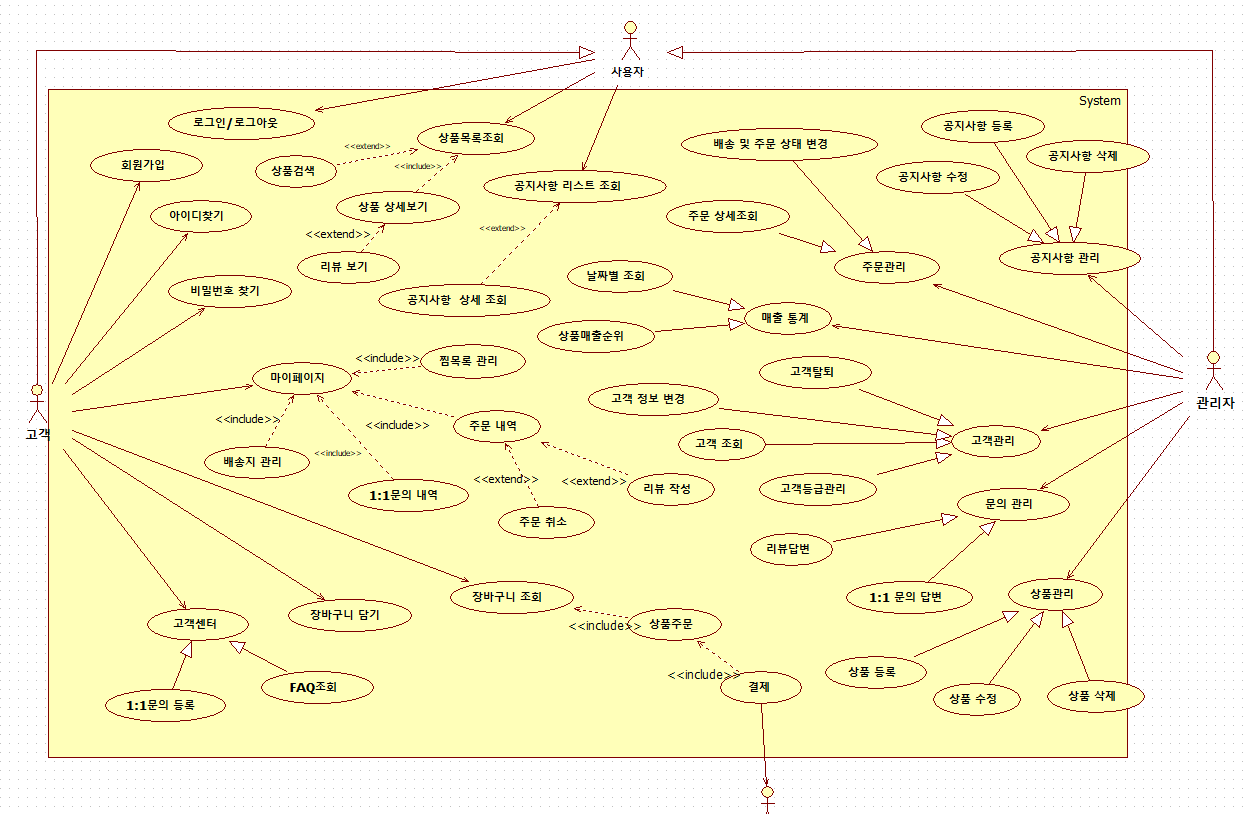 사용자
System
로그인/로그아웃
상품목록조회
<<extend>>
<<include>>
상품검색
회원가입
상품 상세보기
아이디찾기
<<extend>>
리뷰 보기
비밀번호 찾기
공지사항 리스트 조회
<<extend>>
공지사항 상세 조회
배송 및 주문 상태 변경
공지사항 등록
공지사항 삭제
공지사항 수정
주문 상세조회
주문관리
공지사항 관리
날짜별 조회
매출 통계
상품매출순위
마이페이지
<<include>>
찜목록 관리
<<include>>
<<include>>
주문 내역
배송지 관리
<<include>>
1:1문의 내역
<<extend>>
<<extend>>
리뷰 작성
주문 취소
고객탈퇴
고객 정보 변경
고객 조회
고객관리
고객등급관리
고객
관리자
문의 관리
리뷰답변
1:1 문의 답변
상품관리
상품 등록
상품 수정
상품 삭제
장바구니 조회
장바구니 담기
고객센터
<<include>>
상품주문
<<include>>
결제
FAQ조회
1:1문의 등록